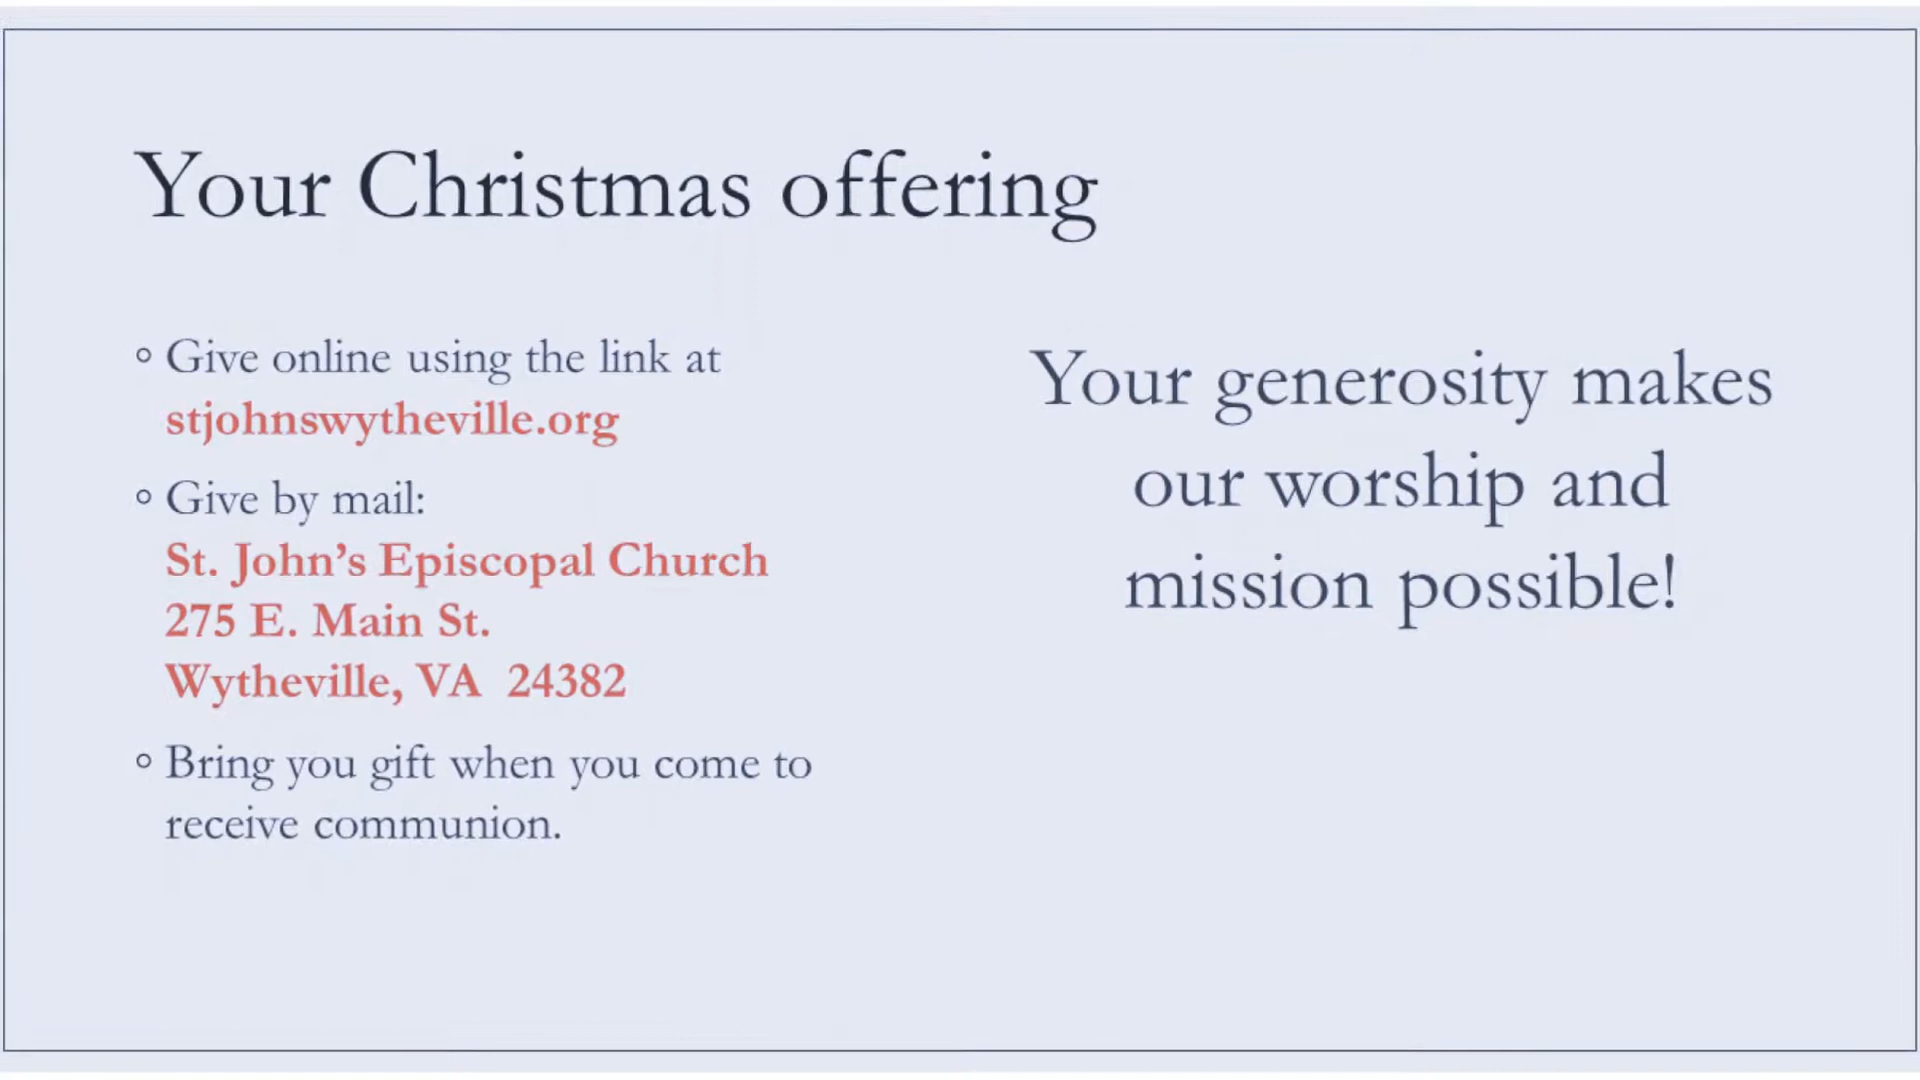 Your Christmas offering
◦ Give online using the link at
stjohnswytheville.org
◦ Give by mail:
St. John’s Episcopal Church
275 E. Main St.
Wytheville, VA  24382
◦ Bring you gift when you come to
receive communion.
Your generosity makes
our worship and
mission possible!